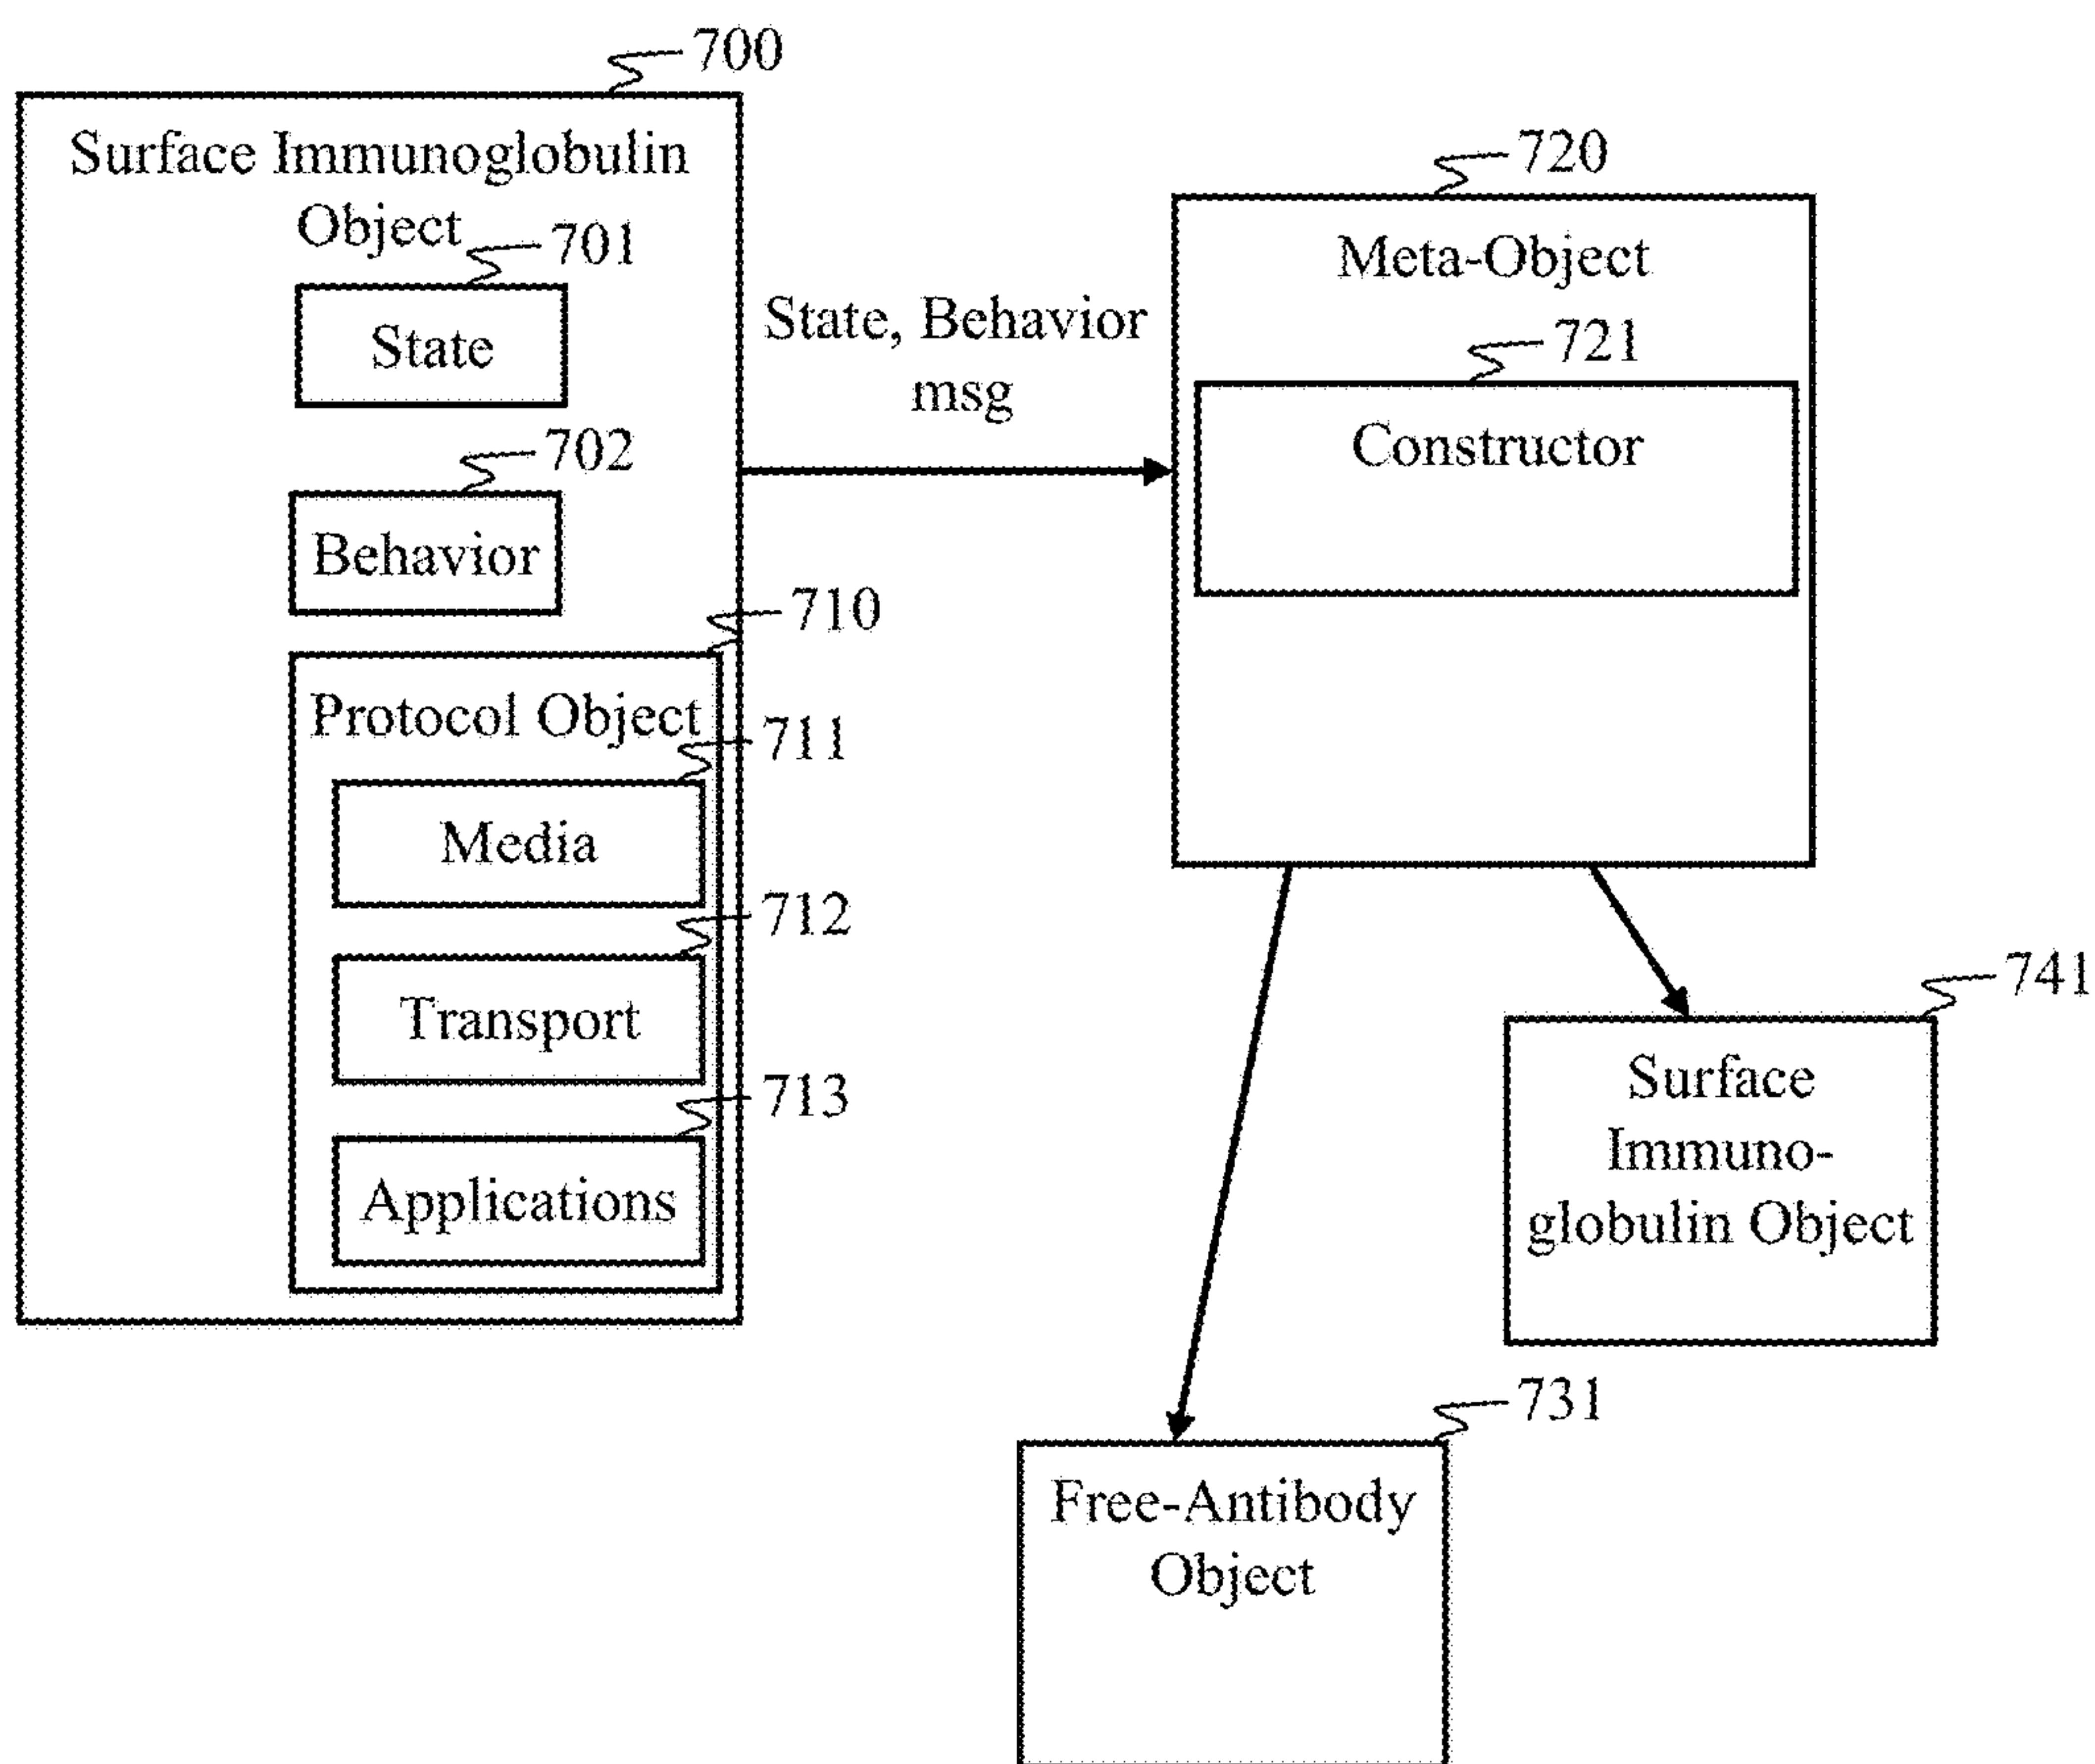 700
Surface Immunoglobulin
Object
701
State
702
Behavior
710
Protocol Object
711
Media
712
Transport
713
Applications
State, Behavior
msg
720
Meta-Object
721
Constructor
741
Surface
Immuno-
globulin Object
731
Free-Antibody
Object